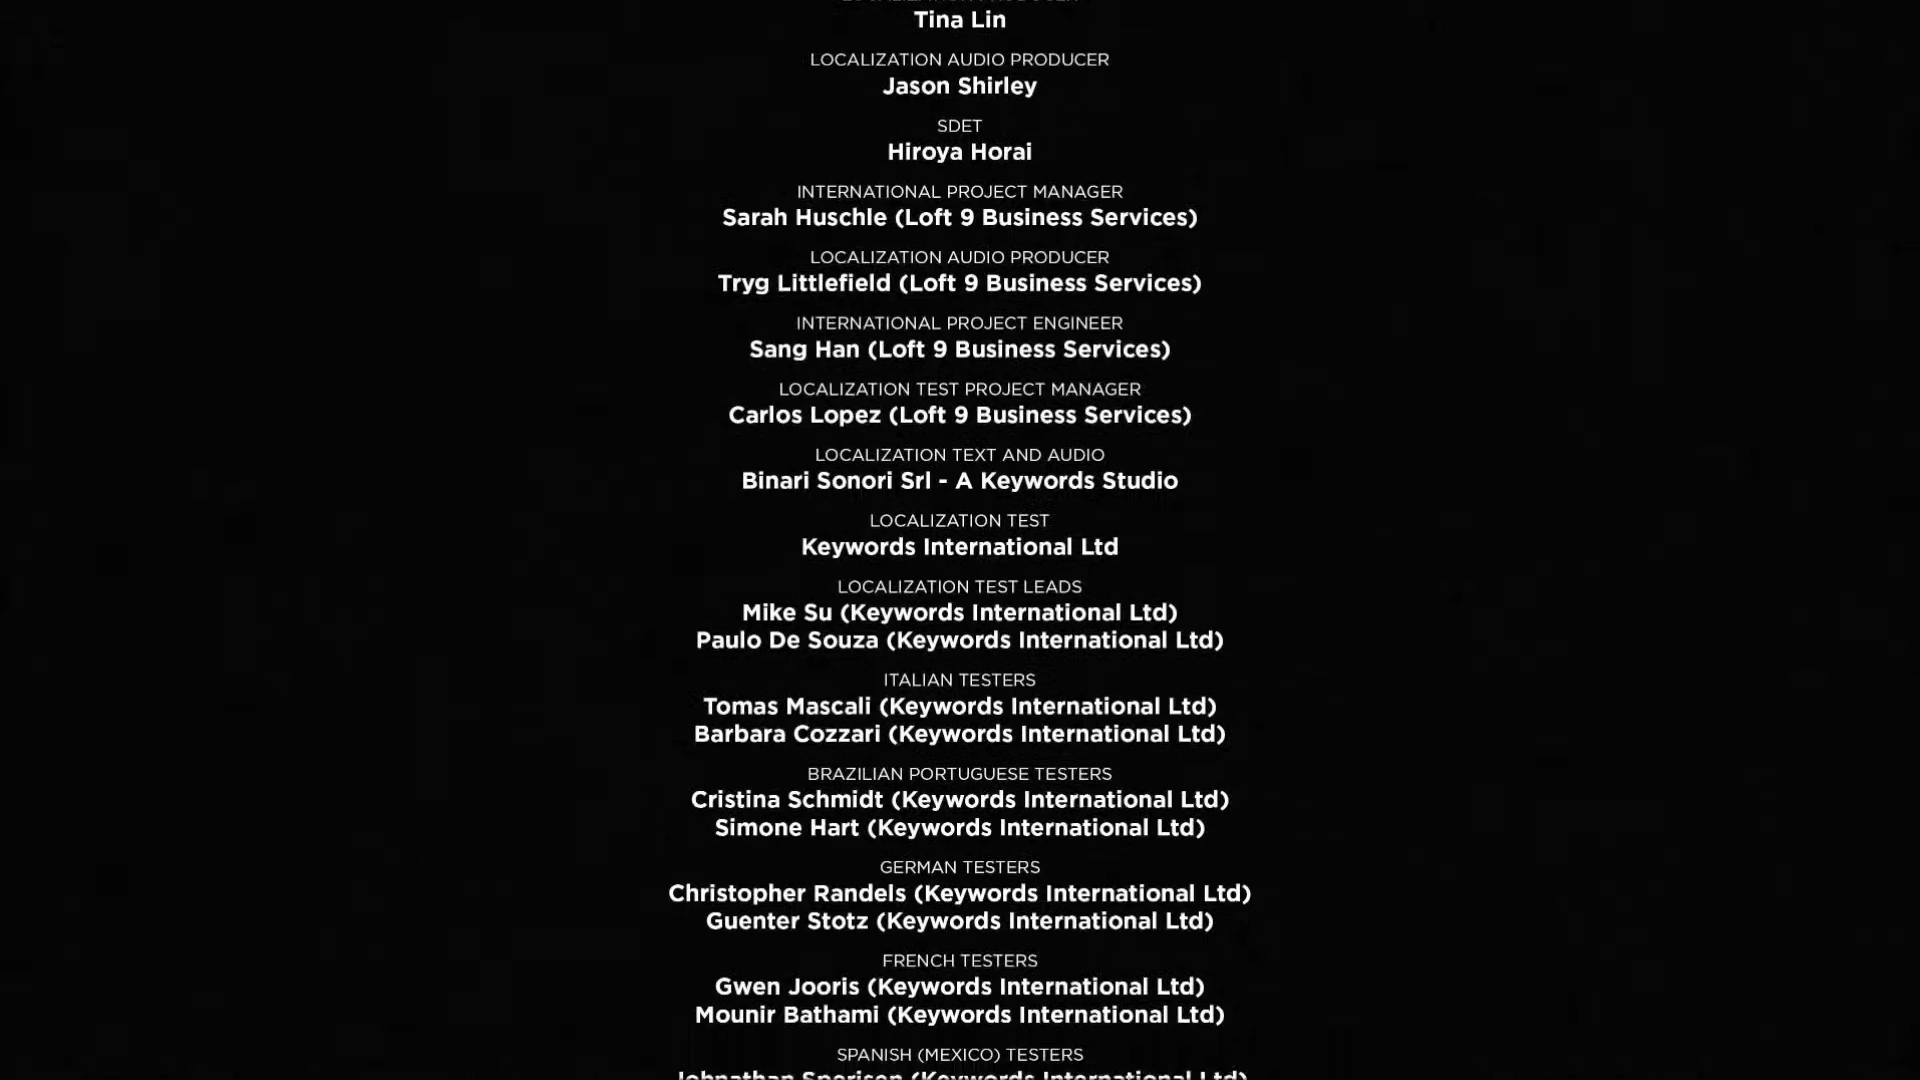 Tina Lin
LOCALIZATION AUDIO PRODUCER
Jason Shirley
SDET
Hiroya Horai
INTERNATIONAL PROJECT MANAGER
Sarah Huschle (Loft 9 Business Services)
LOCALIZATION AUDIO PRODUCER
Tryg Littlefield (Loft 9 Business Services)
INTERNATIONAL PROJECT ENGINEER
Sang Han (Loft 9 Business Services)
LOCALIZATION TEST PROJECT MANAGER
Carlos Lopez (Loft 9 Business Services)
LOCALIZATION TEXT AND AUDIO
Binari Sonori Srl - A Keywords Studio
LOCALIZATION TEST
Keywords International Ltd
LOCALIZATION TEST LEADS
Mike Su (Keywords International Ltd)
Paulo De Souza (Keywords International Ltd)
ITALIAN TESTERS
Tomas Mascali (Keywords International Ltd)
Barbara Cozzari (Keywords International Ltd)
BRAZILIAN PORTUGUESE TESTERS
Cristina Schmidt (Keywords International Ltd)
Simone Hart (Keywords International Ltd)
GERMAN TESTERS
Christopher Randels (Keywords International Ltd)
Guenter Stotz (Keywords International Ltd)
FRENCH TESTERS
Gwen Jooris (Keywords International Ltd)
Mounir Bathami (Keywords International Ltd)
SPANISH (MEXICO) TESTERS
Johnathan Sperisen (Keywords International Ltd)